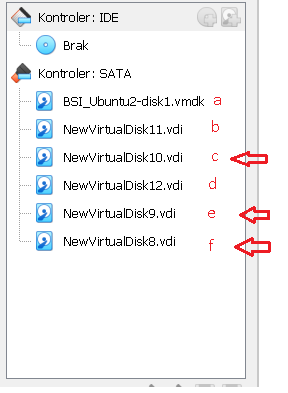 Kontroler: IDE
Brak
Kontroler: SATA
BSI_Ubuntu2-disk1.vmdk a
NewVirtualDisk11.vdi b
NewVirtualDisk10.vdi c
NewVirtualDisk12.vdi d
NewVirtualDisk9.vdi e
NewVirtualDisk8.vdi f